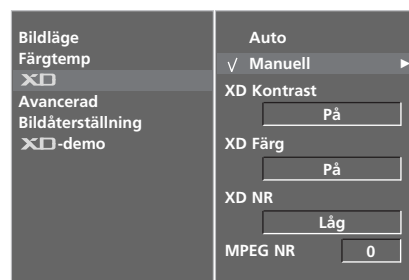 Bildläge
Färgtemp
XD
Avancerad
Bildåterställning
XD-demo
Auto
√ Manuell
XD Kontrast
På
XD Färg
På
XD NR
Låg
MPEG NR 0